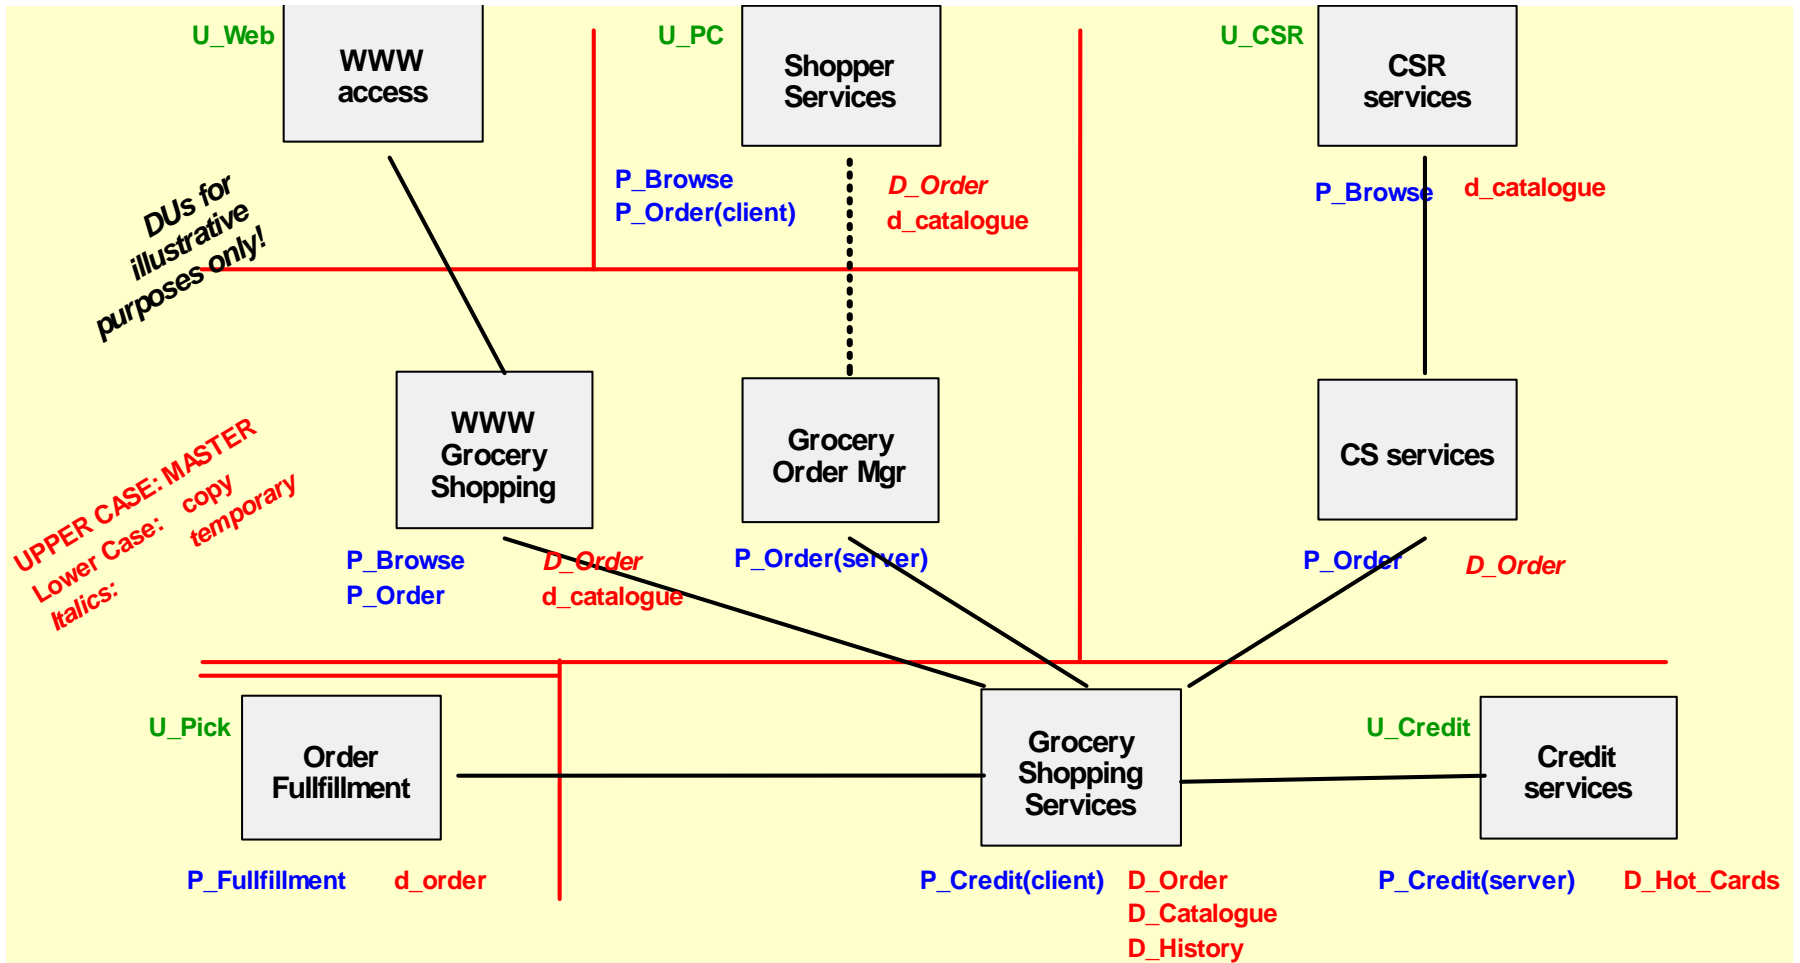 U_Web
WWW
access
U_PC
Shopper
Services
U_CSR
CSR
services
P_Browse
P_Order(client)
D_Order
d_catalogue
P_Browse
d_catalogue
DUs for
illustrative
purposes only!
WWW
Grocery
Shopping
Grocery
Order Mgr
CS services
UPPER CASE: MASTER
Lower Case: copy
Italics: temporary
P_Browse
P_Order
D_Order
d_catalogue
P_Order(server)
P_Order
D_Order
U_Pick
Order
Fullfillment
Grocery
Shopping
Services
U_Credit
Credit
services
P_Fullfillment
d_order
P_Credit(client)
D_Order
D_Catalogue
D_History
P_Credit(server)
D_Hot_Cards